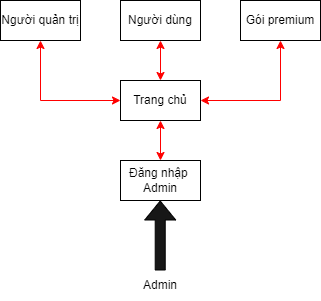 Người quản trị
Người dùng
Gói premium
Trang chủ
Đăng nhập
Admin
Admin